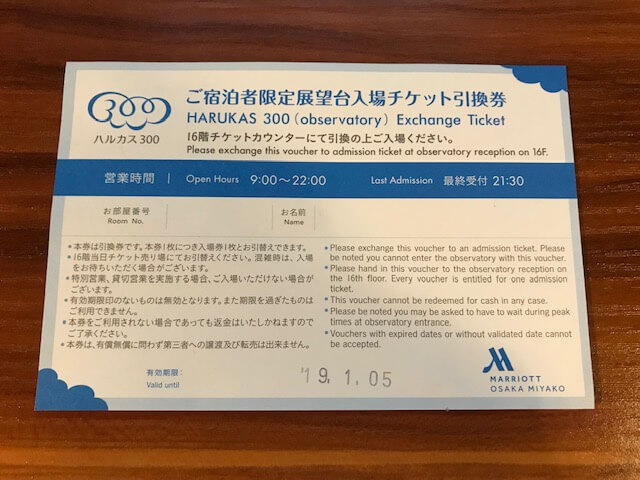 ハルカス300
ご宿泊者限定展望台入場チケット引換券
HARUKAS 300 (observatory) Exchange Ticket
16階チケットカウンターにて引換の上ご入場ください。
Please exchange this voucher to admission ticket at observatory reception on 16F.
営業時間 | Open Hours 9:00〜22:00 Last Admission 最終受付 21:30
お部屋番号
Room No.
お名前
Name
•本券は引換券です。本券1枚につき入場券1枚とお引替えできます。
•16階当日チケット売り場にてお引替えください。混雑時は、入場
をお待ちいただく場合がございます。
•特別営業、貸切営業を実施する場合、ご入場いただけない場合が
ございます。
•有効期限印のないものは無効となります。また期限を過ぎたものは
ご利用できません。
•本券をご利用されない場合であっても返金はいたしかねますので
ご了承ください。
•本券は、有償無償に問わず第三者への譲渡及び転売は出来ません。
•Please exchange this voucher to an admission ticket. Please
be noted you cannot enter the observatory with this voucher.
•Please hand in this voucher to the observatory reception on
the 16th floor. Every voucher is entitled for one admission
ticket.
•This voucher cannot be redeemed for cash in any case.
•Please be noted you may be asked to have to wait during peak
times at observatory entrance.
•Vouchers with expired dates or without validated date cannot
be accepted.
有効期限:
Valid until
'19. 1. 05
MARRIOTT
OSAKA MIYAKO